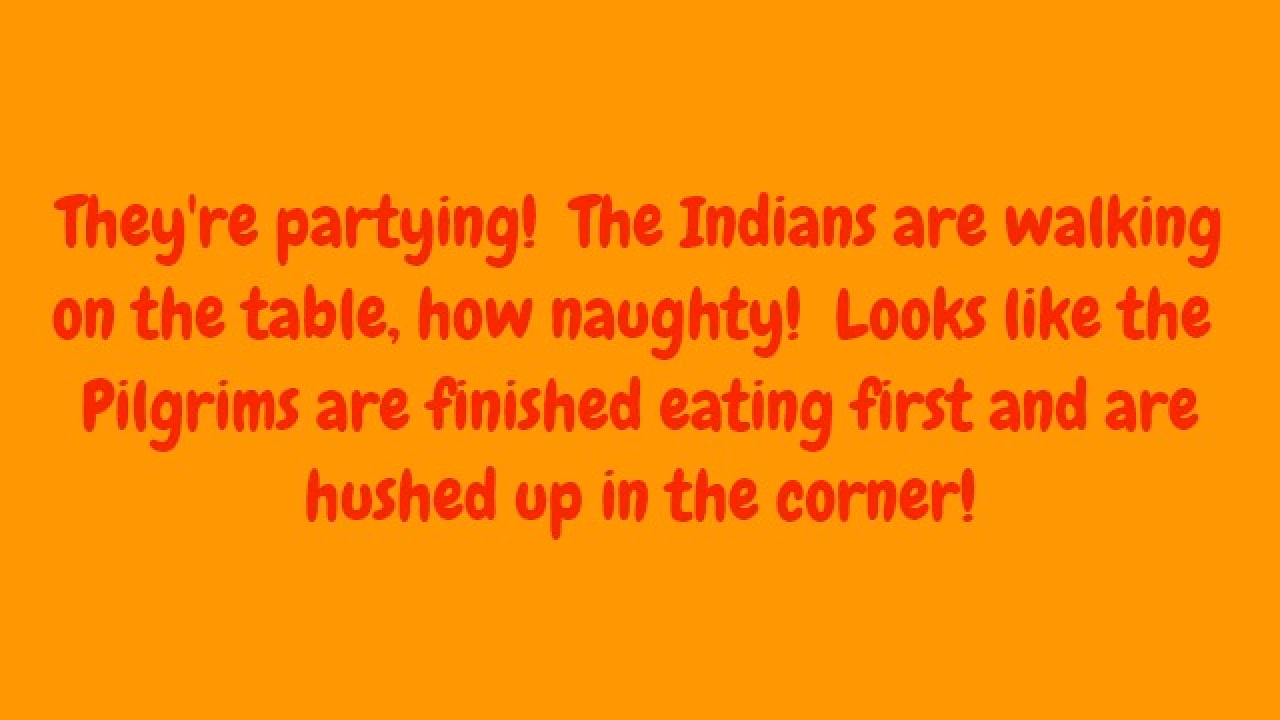 They're partying!  The Indians are walking
on the table, how naughty!  Looks like the
Pilgrims are finished eating first and are
hushed up in the corner!